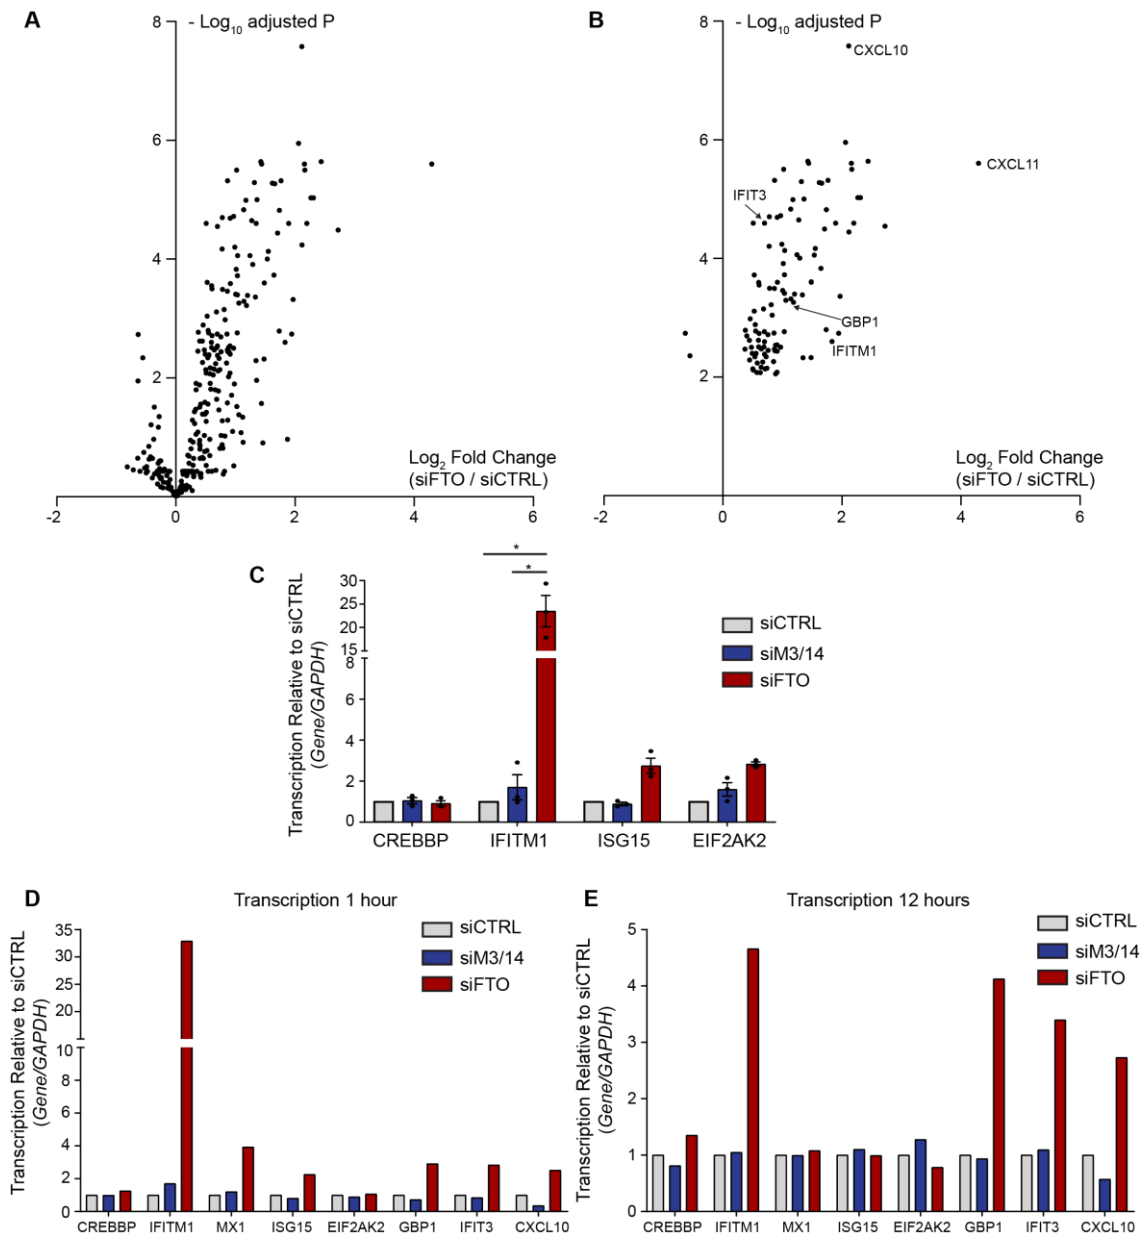 A
- Log10 adjusted P
8
6
4
2
Log2 Fold Change
(siFTO / siCTRL)
-2 0 2 4 6
B
- Log10 adjusted P
8
6
4
2
CXCL10
CXCL11
IFIT3
GBP1
IFITM1
Log2 Fold Change
(siFTO / siCTRL)
-2 0 2 4 6
C
Transcription Relative to siCTRL
(Gene/GAPDH)
30
25
20
15
8
6
4
2
0
* 
*
siCTRL
siM3/14
siFTO
CREBBP IFITM1 ISG15 EIF2AK2
D
Transcription 1 hour
Transcription Relative to siCTRL
(Gene/GAPDH)
35
30
25
20
10
8
6
4
2
0
siCTRL
siM3/14
siFTO
CREBBP IFITM1 MX1 ISG15 EIF2AK2 GBP1 IFIT3 CXCL10
E
Transcription 12 hours
Transcription Relative to siCTRL
(Gene/GAPDH)
5
4
3
2
1
0
siCTRL
siM3/14
siFTO
CREBBP IFITM1 MX1 ISG15 EIF2AK2 GBP1 IFIT3 CXCL10